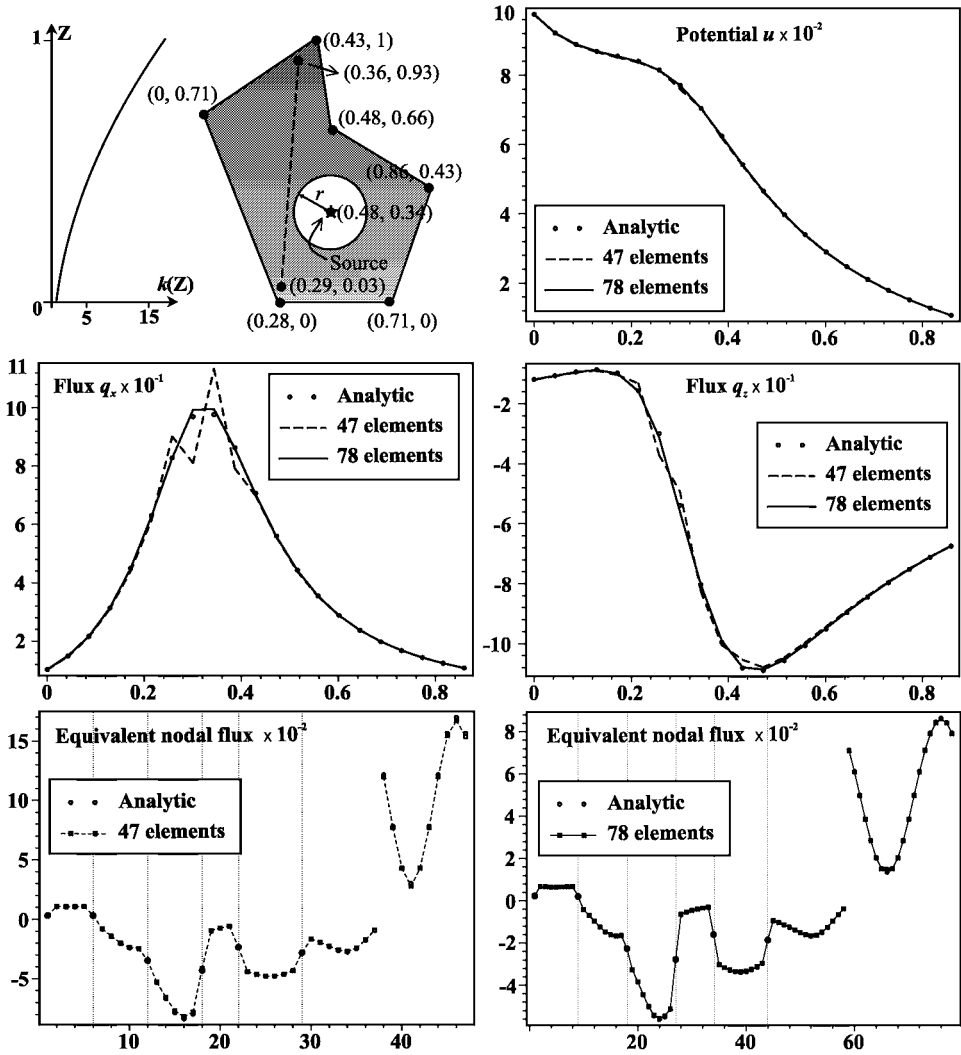 1
Z
(0.43, 1)
(0.36, 0.93)
(0, 0.71)
(0.48, 0.66)
(0.86, 0.43)
r
(0.48, 0.34)
Source
(0.29, 0.03)
(0.28, 0)
(0.71, 0)
0
5
15
k(Z)
Potential u × 10⁻²
10
8
6
4
2
Analytic
47 elements
78 elements
0
0.2
0.4
0.6
0.8
Flux qₓ × 10⁻¹
11
10
8
6
4
2
Analytic
47 elements
78 elements
0
0.2
0.4
0.6
0.8
Flux q_z × 10⁻¹
-2
-4
-6
-8
-10
Analytic
47 elements
78 elements
0
0.2
0.4
0.6
0.8
Equivalent nodal flux × 10⁻²
15
10
5
0
-5
Analytic
47 elements
10
20
30
40
Equivalent nodal flux × 10⁻²
8
6
4
2
0
-2
-4
Analytic
78 elements
1
20
40
60